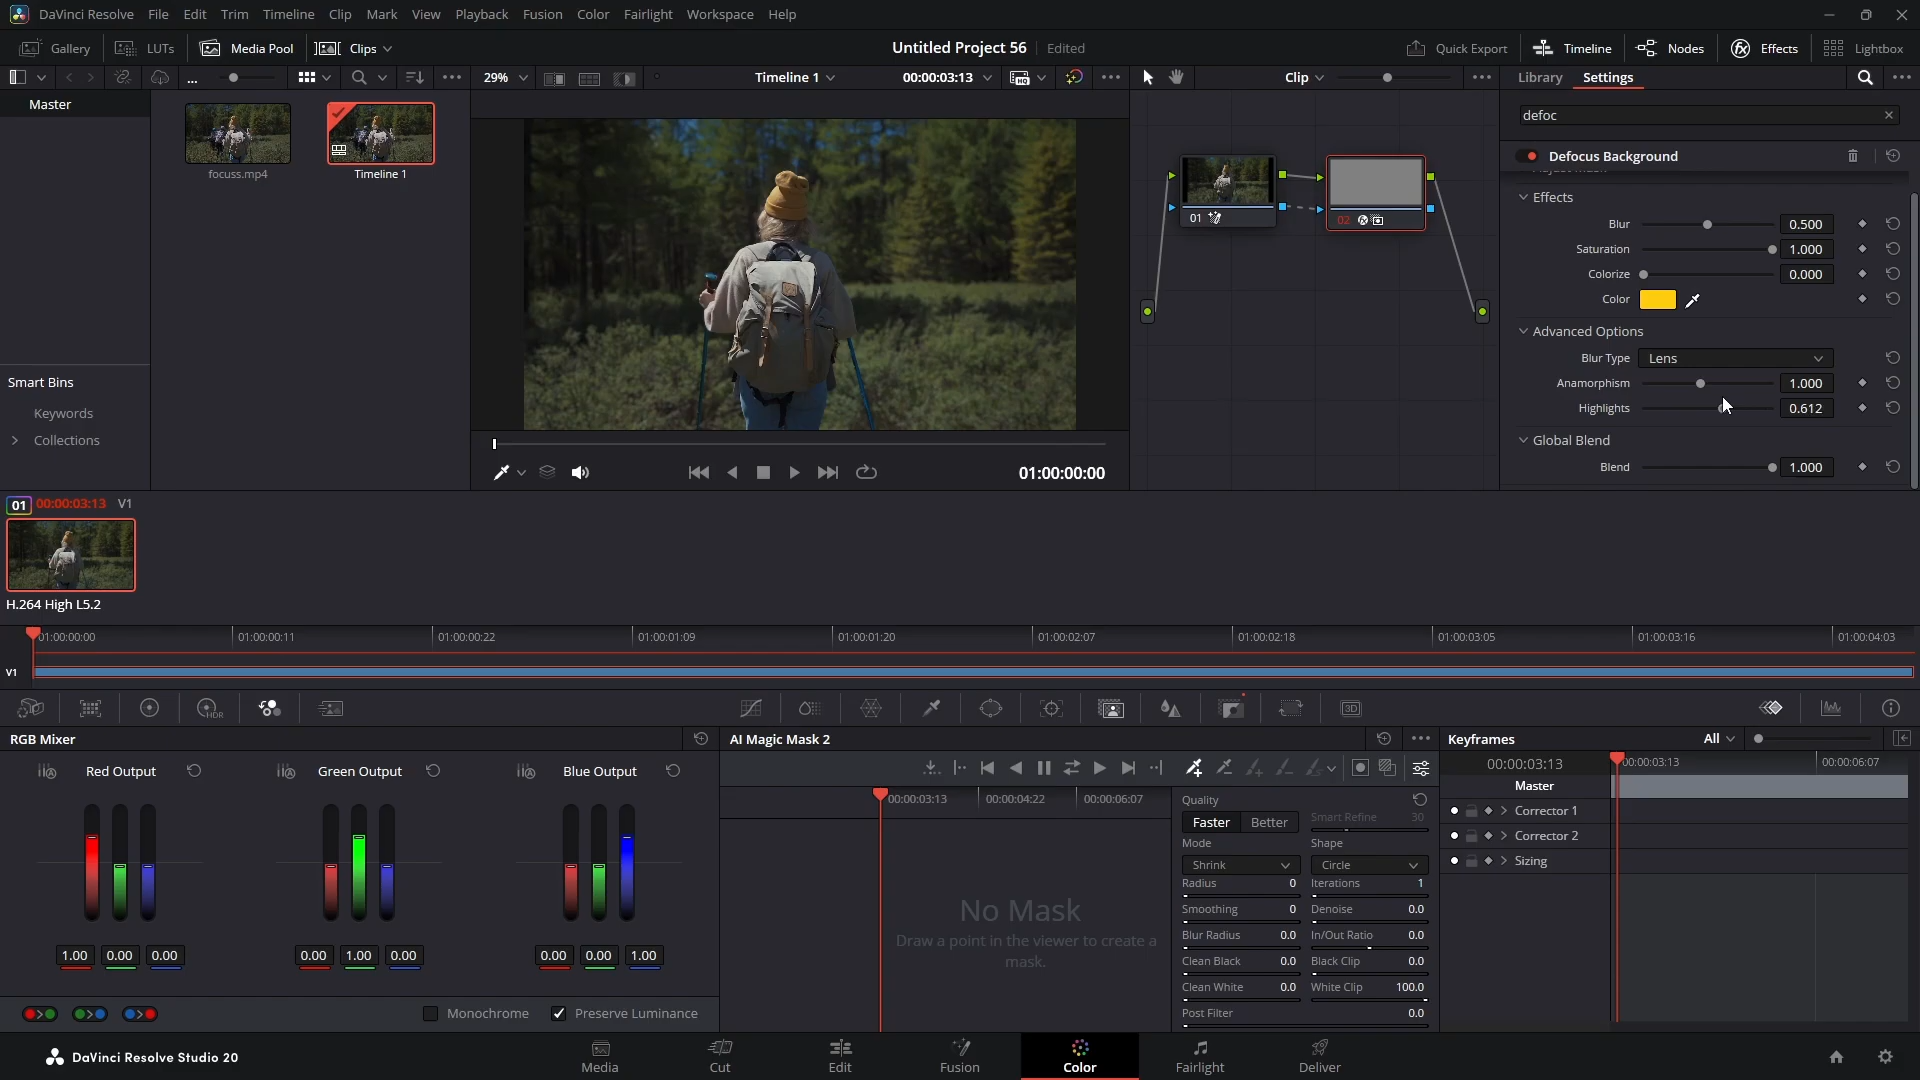 DaVinci Resolve File Edit Trim Timeline Clip Mark View Playback Fusion Color Fairlight Workspace Help
Gallery LUTs Media Pool Clips Untitled Project 56 Edited Quick Export Timeline Nodes Effects Lightbox
... 29% Timeline 1 00:00:03:13 HQ Clip Library Settings
Master
focuss.mp4
Timeline 1
Smart Bins
Keywords
Collections
01:00:00:00
01
02
defoc
Defocus Background
Effects
Blur 0.500
Saturation 1.000
Colorize 0.000
Color
Advanced Options
Blur Type Lens
Anamorphism 1.000
Highlights 0.612
Global Blend
Blend 1.000
01 00:00:03:13 V1
H.264 High L5.2
01:00:00:00 01:00:00:11 01:00:00:22 01:00:01:09 01:00:01:20 01:00:02:07 01:00:02:18 01:00:03:05 01:00:03:16 01:00:04:03
V1
HDR 3D
RGB Mixer
Red Output Green Output Blue Output
1.00 0.00 0.00 0.00 1.00 0.00 0.00 0.00 1.00
Monochrome Preserve Luminance
AI Magic Mask 2
00:00:03:13 00:00:04:22 00:00:06:07
No Mask
Draw a point in the viewer to create a
mask.
Quality
Faster Better Smart Refine 30
Mode Shape
Shrink Circle
Radius 0 Iterations 1
Smoothing 0 Denoise 0.0
Blur Radius 0.0 In/Out Ratio 0.0
Clean Black 0.0 Black Clip 0.0
Clean White 0.0 White Clip 100.0
Post Filter 0.0
Keyframes All
00:00:03:13 00:00:03:13 00:00:06:07
Master
Corrector 1
Corrector 2
Sizing
DaVinci Resolve Studio 20
Media Cut Edit Fusion Color Fairlight Deliver